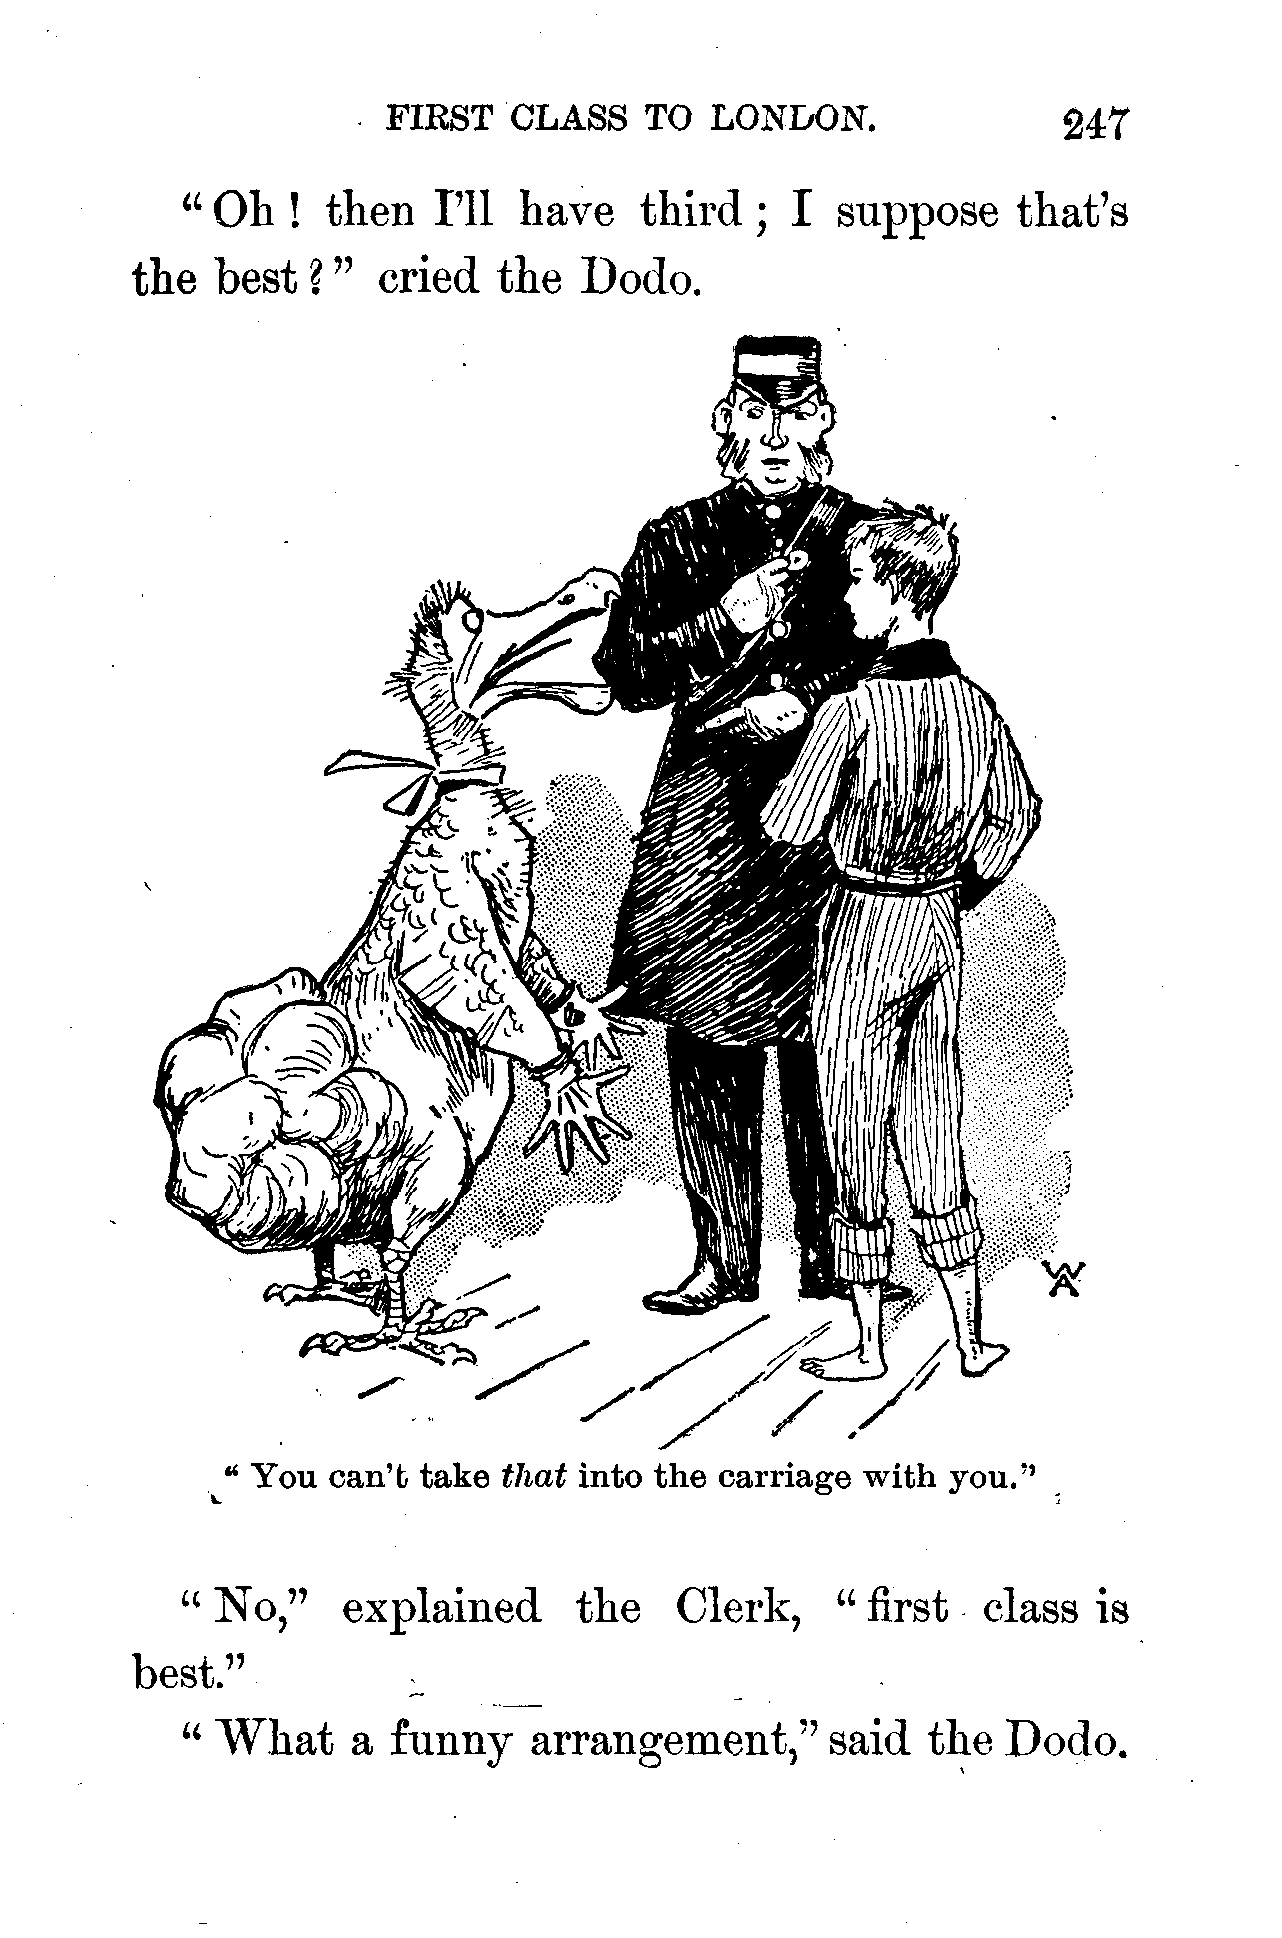 FIRST CLASS TO LONDON. 247
“Oh! then I’ll have third; I suppose that’s
the best?” cried the Dodo.
WA
“You can’t take that into the carriage with you.”
“No,” explained the Clerk, “first class is
best.”
“What a funny arrangement,” said the Dodo.